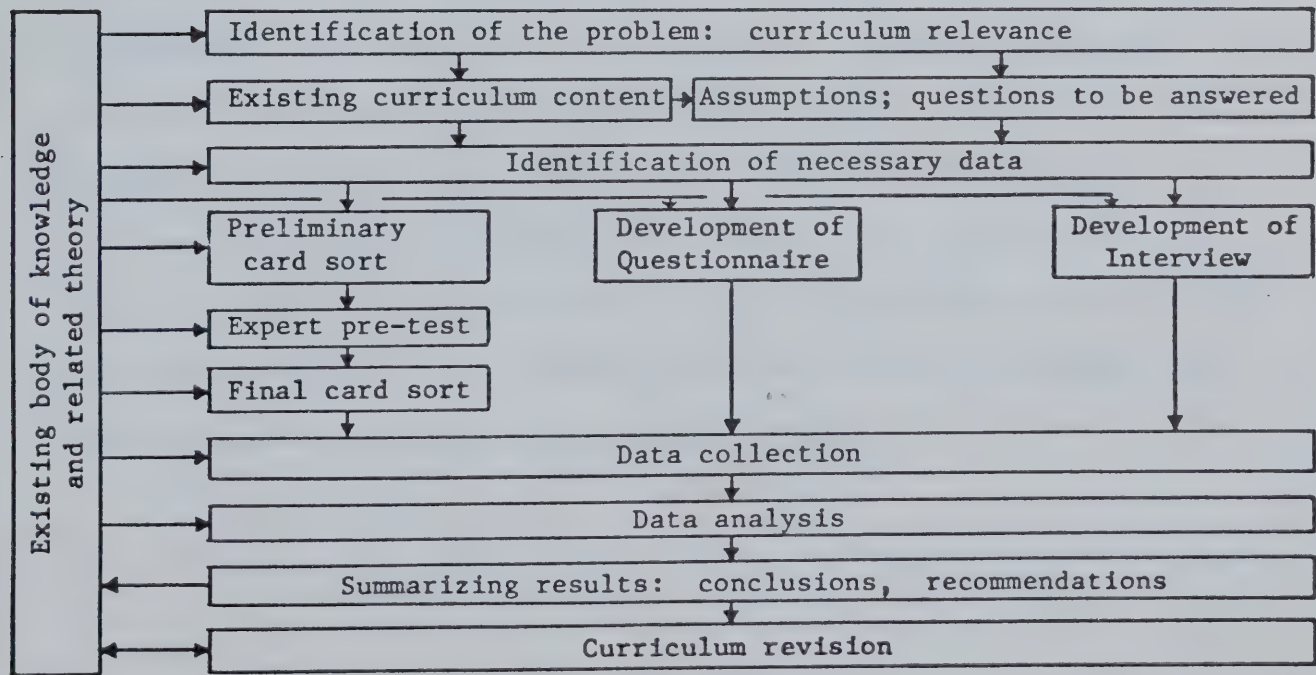 Existing body of knowledge
and related theory
Identification of the problem: curriculum relevance
Existing curriculum content
Assumptions; questions to be answered
Identification of necessary data
Preliminary
card sort
Development of
Questionnaire
Development of
Interview
Expert pre-test
Final card sort
Data collection
Data analysis
Summarizing results: conclusions, recommendations
Curriculum revision